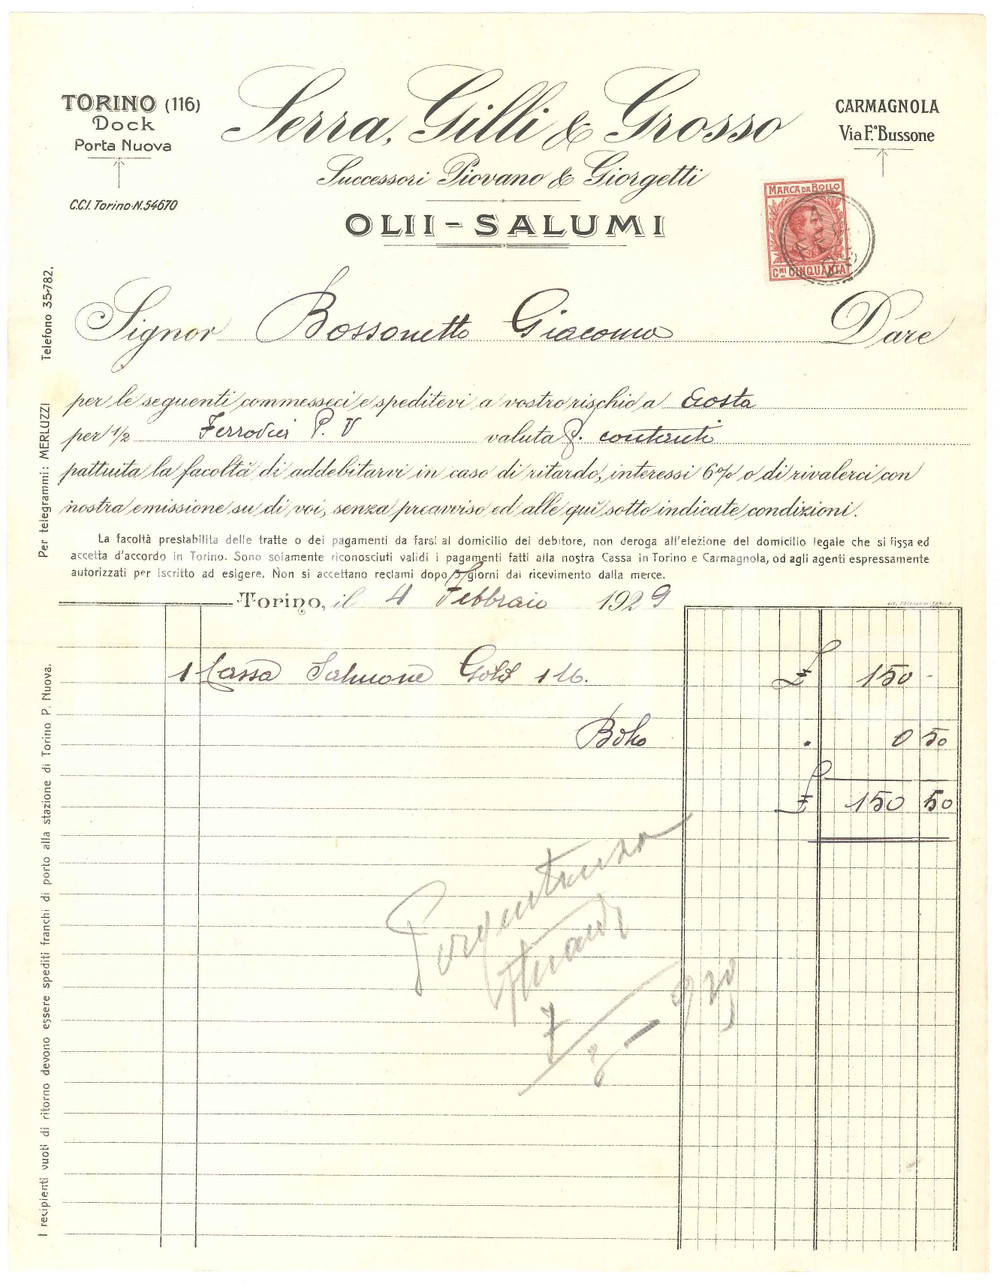 TORINO (116)
Dock
Porta Nuova
C.C.I. Torino-N. 54670
Serra, Gilli & Grosso
Successori Piovano & Giorgetti
OLII - SALUMI
CARMAGNOLA
Via F.co Bussone
MARCA DA BOLLO
CMI CINQUANTA
Telefono 35-782.
Per telegrammi: MERLUZZI
Signor Bossonetto Giacomo Dare
per le seguenti commesseci e speditevi a vostro rischio a Aosta
per 1/2 Ferrovia P. V valuta p. contanti
pattuita la facoltà di addebitarvi in caso di ritardo, interessi 6% o di rivalerci con
nostra emissione su di voi, senza preavviso ed alle qui sotto indicate condizioni.
La facoltà prestabilita delle tratte o dei pagamenti da farsi al domicilio del debitore, non deroga all'elezione del domicilio legale che si fissa ed
accetta d'accordo in Torino. Sono solamente riconosciuti validi i pagamenti fatti alla nostra Cassa in Torino e Carmagnola, od agli agenti espressamente
autorizzati per iscritto ad esigere. Non si accettano reclami dopo 5 giorni dal ricevimento dalla merce.
Torino, il 4 Febbraio 1929
1 Cassa Salmone Gold 1 lb. £ 150 -
Bollo . 0 50
£ 150 50
I recipienti vuoti di ritorno devono essere spediti franchi di porto alla stazione di Torino P. Nuova.